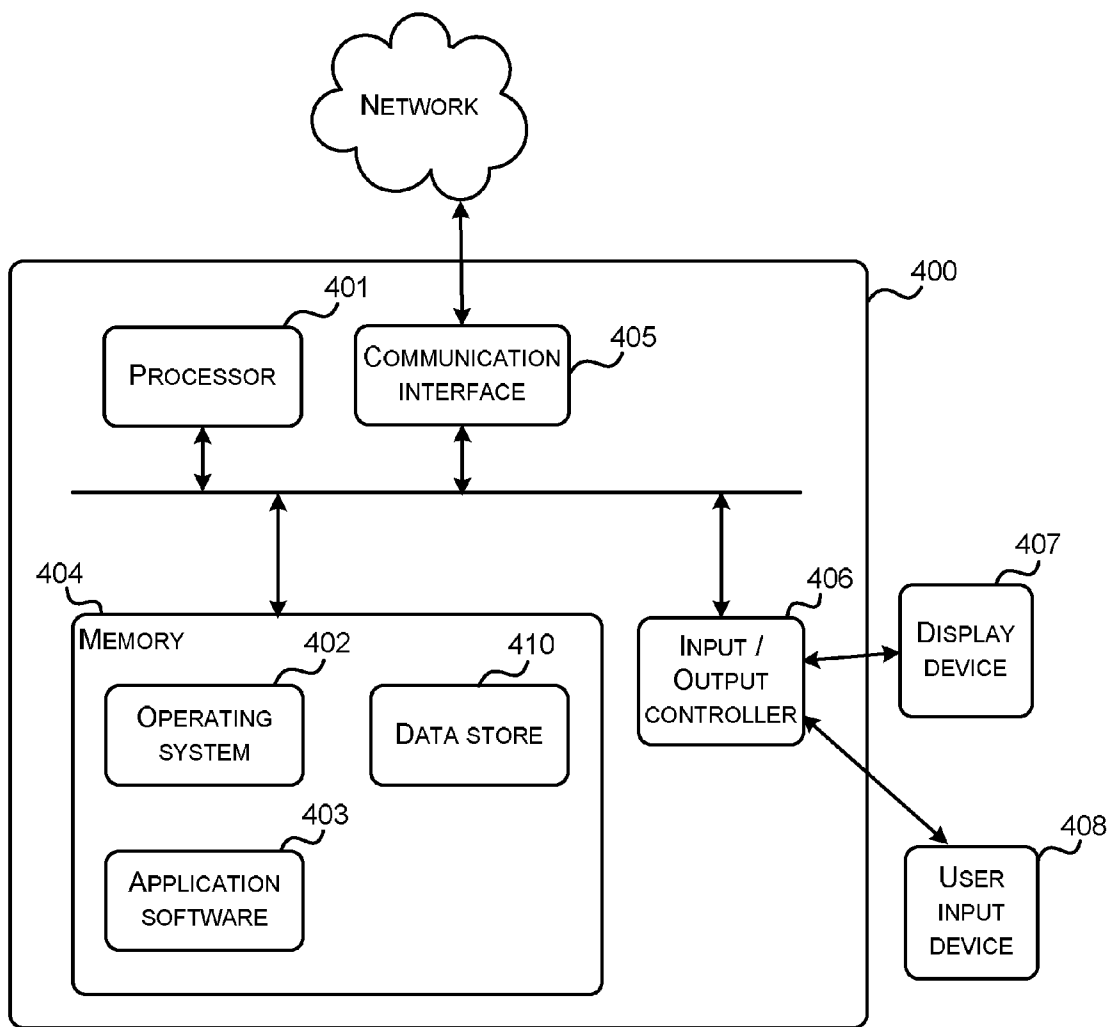 NETWORK
400
401
PROCESSOR
COMMUNICATION
INTERFACE
405
404
MEMORY
402
OPERATING
SYSTEM
410
DATA STORE
403
APPLICATION
SOFTWARE
406
INPUT /
OUTPUT
CONTROLLER
407
DISPLAY
DEVICE
408
USER
INPUT
DEVICE